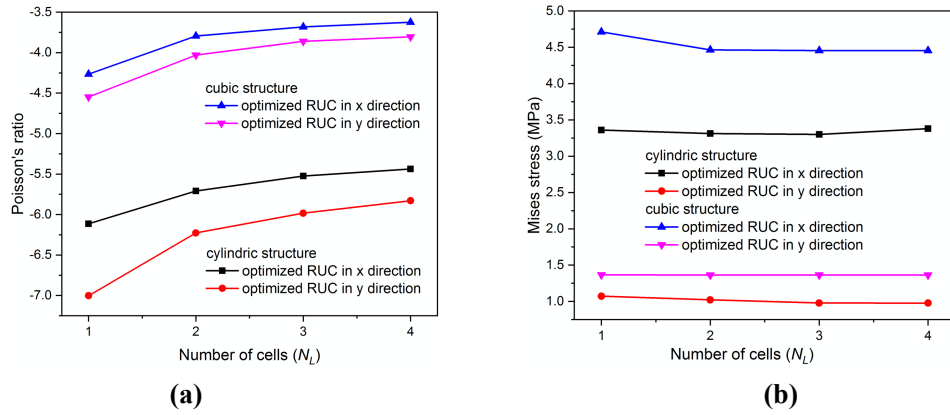 -3.5
-4.0
-4.5
-5.0
-5.5
-6.0
-6.5
-7.0
Poisson's ratio
cubic structure
optimized RUC in x direction
optimized RUC in y direction
cylindric structure
optimized RUC in x direction
optimized RUC in y direction
1 2 3 4
Number of cells (N_L)
(a)
5.0
4.5
4.0
3.5
3.0
2.5
2.0
1.5
1.0
Mises stress (MPa)
cylindric structure
optimized RUC in x direction
optimized RUC in y direction
cubic structure
optimized RUC in x direction
optimized RUC in y direction
1 2 3 4
Number of cells (N_L)
(b)